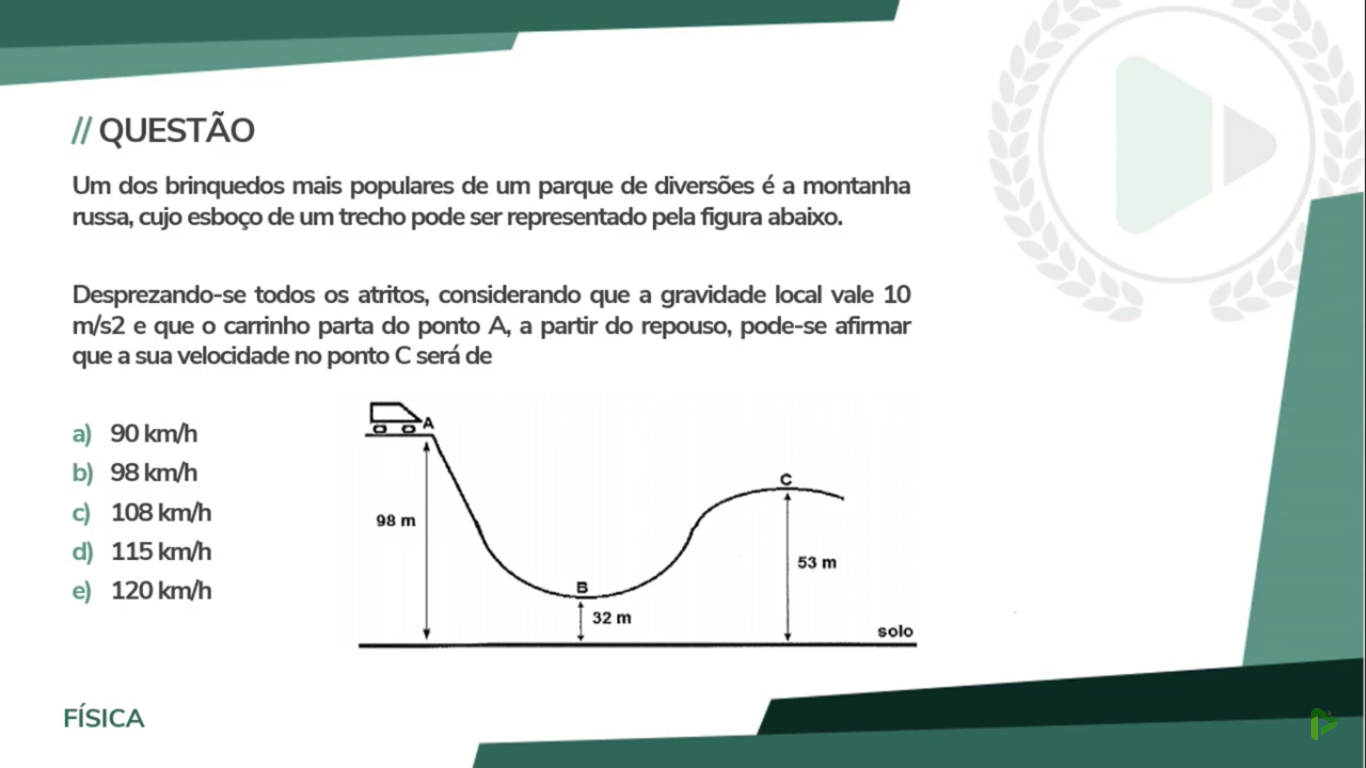 // QUESTÃO
Um dos brinquedos mais populares de um parque de diversões é a montanha
russa, cujo esboço de um trecho pode ser representado pela figura abaixo.
Desprezando-se todos os atritos, considerando que a gravidade local vale 10
m/s2 e que o carrinho parta do ponto A, a partir do repouso, pode-se afirmar
que a sua velocidade no ponto C será de
a) 90 km/h
b) 98 km/h
c) 108 km/h
d) 115 km/h
e) 120 km/h
A
98 m
B
32 m
C
53 m
solo
FÍSICA